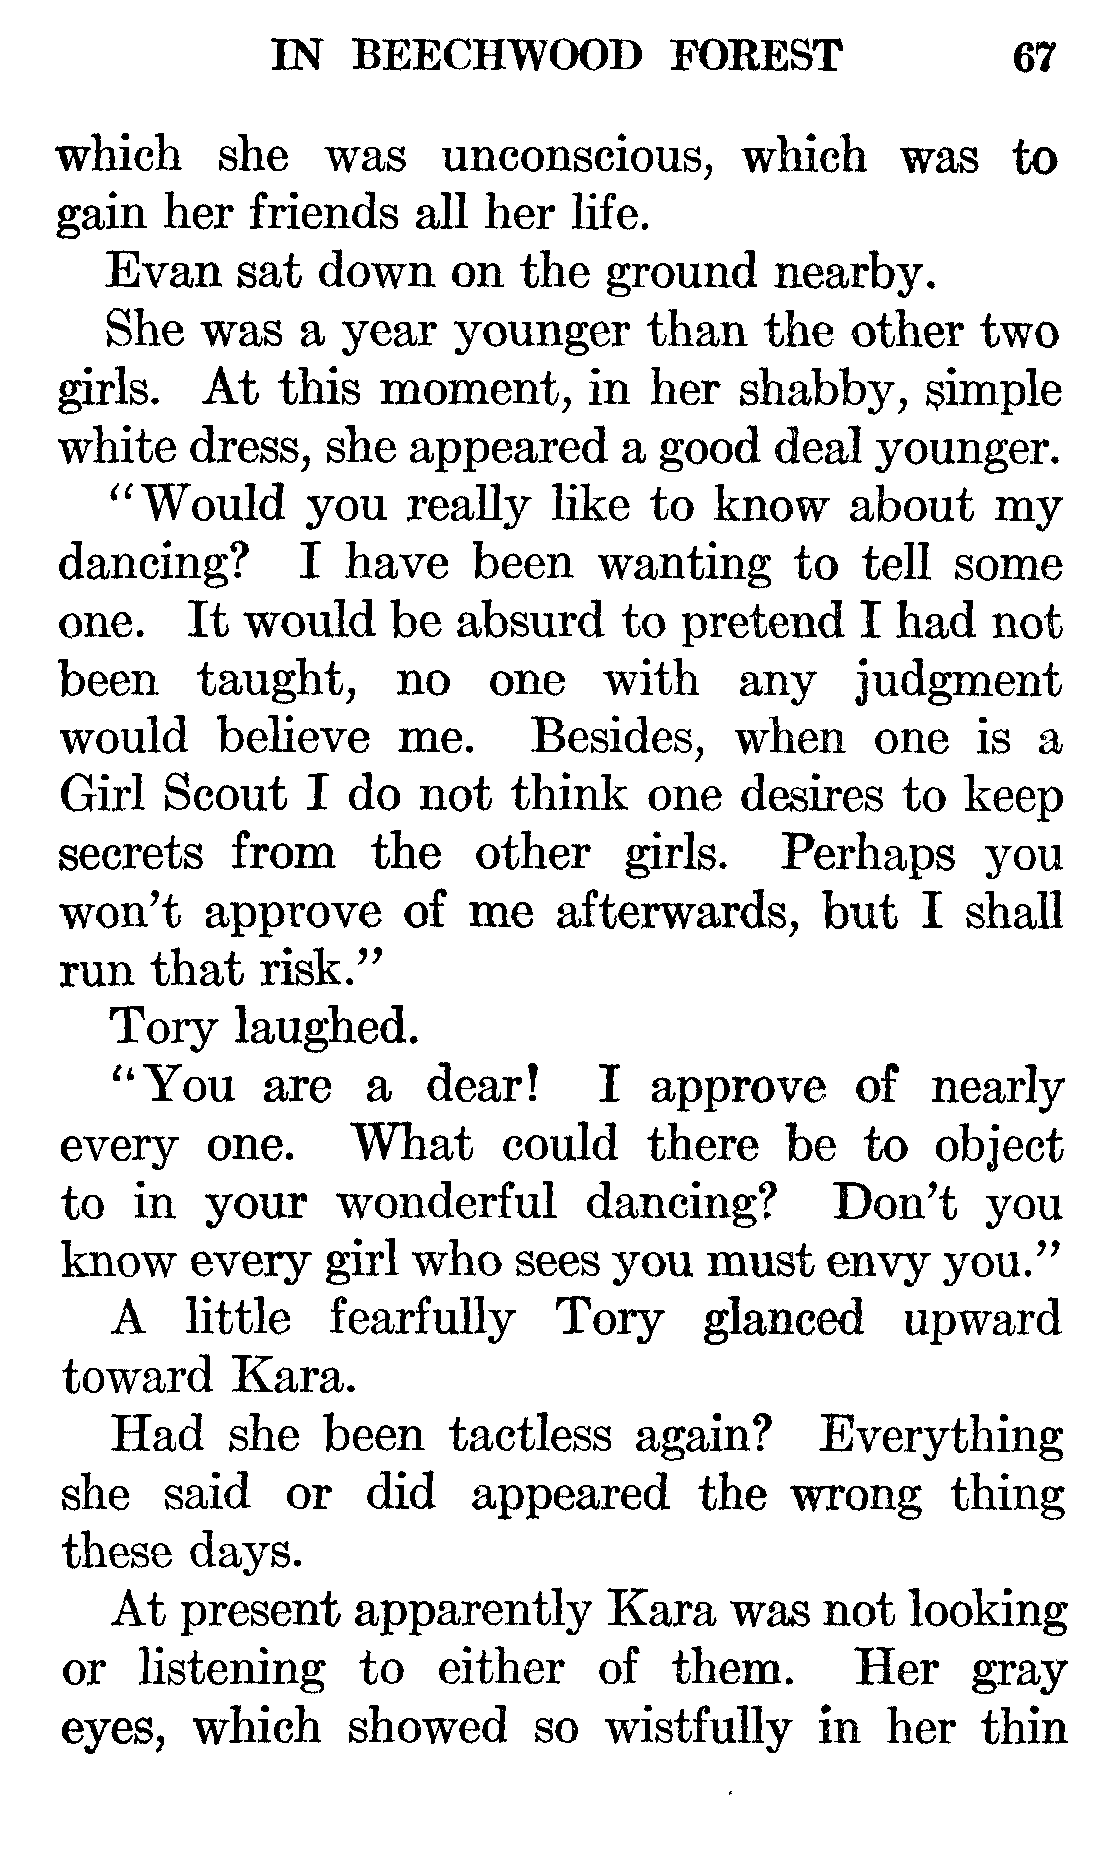 IN BEECHWOOD FOREST 67
which she was unconscious, which was to
gain her friends all her life.
Evan sat down on the ground nearby.
She was a year younger than the other two
girls. At this moment, in her shabby, simple
white dress, she appeared a good deal younger.
"Would you really like to know about my
dancing? I have been wanting to tell some
one. It would be absurd to pretend I had not
been taught, no one with any judgment
would believe me. Besides, when one is a
Girl Scout I do not think one desires to keep
secrets from the other girls. Perhaps you
won't approve of me afterwards, but I shall
run that risk."
Tory laughed.
"You are a dear! I approve of nearly
every one. What could there be to object
to in your wonderful dancing? Don't you
know every girl who sees you must envy you."
A little fearfully Tory glanced upward
toward Kara.
Had she been tactless again? Everything
she said or did appeared the wrong thing
these days.
At present apparently Kara was not looking
or listening to either of them. Her gray
eyes, which showed so wistfully in her thin